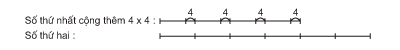 4 4 4 4
Số thứ nhất cộng thêm 4 x 4 :
Số thứ hai :